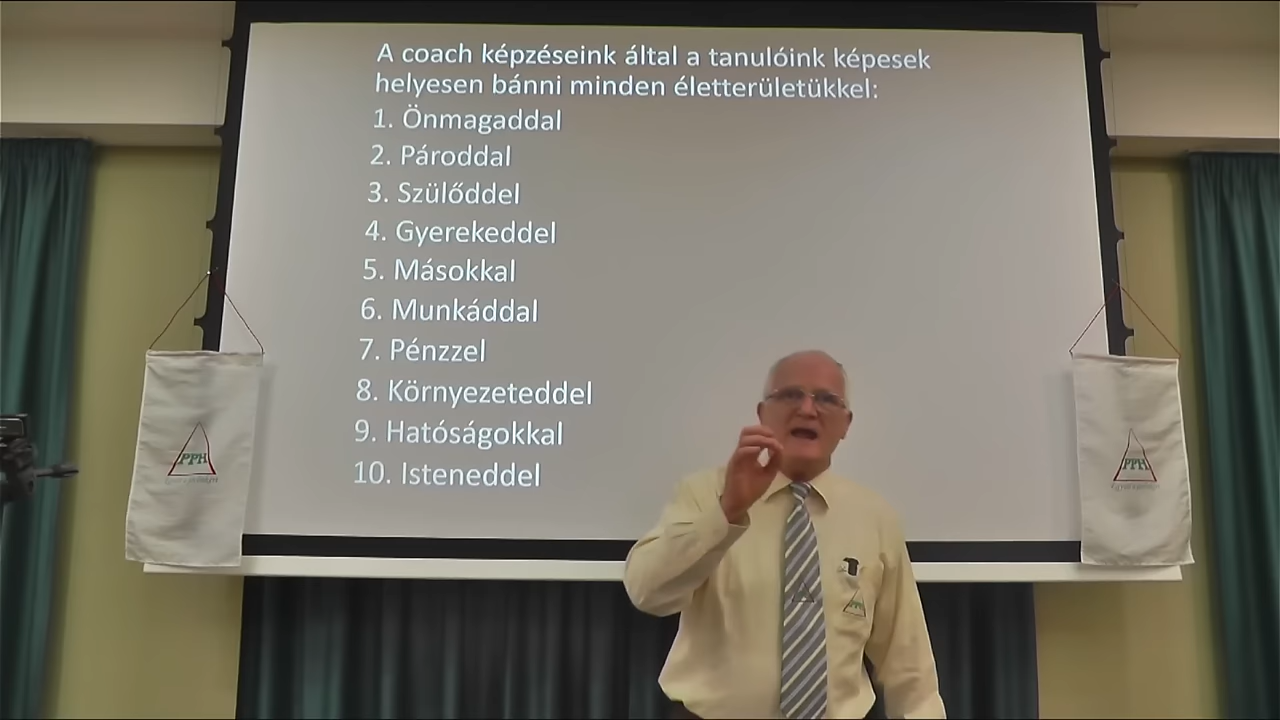 A coach képzéseink által a tanulóink képesek
helyesen bánni minden életterületükkel:
1. Önmagaddal
2. Pároddal
3. Szülőddel
4. Gyerekeddel
5. Másokkal
6. Munkáddal
7. Pénzzel
8. Környezeteddel
9. Hatóságokkal
10. Isteneddel
PPH
PPH
PPH